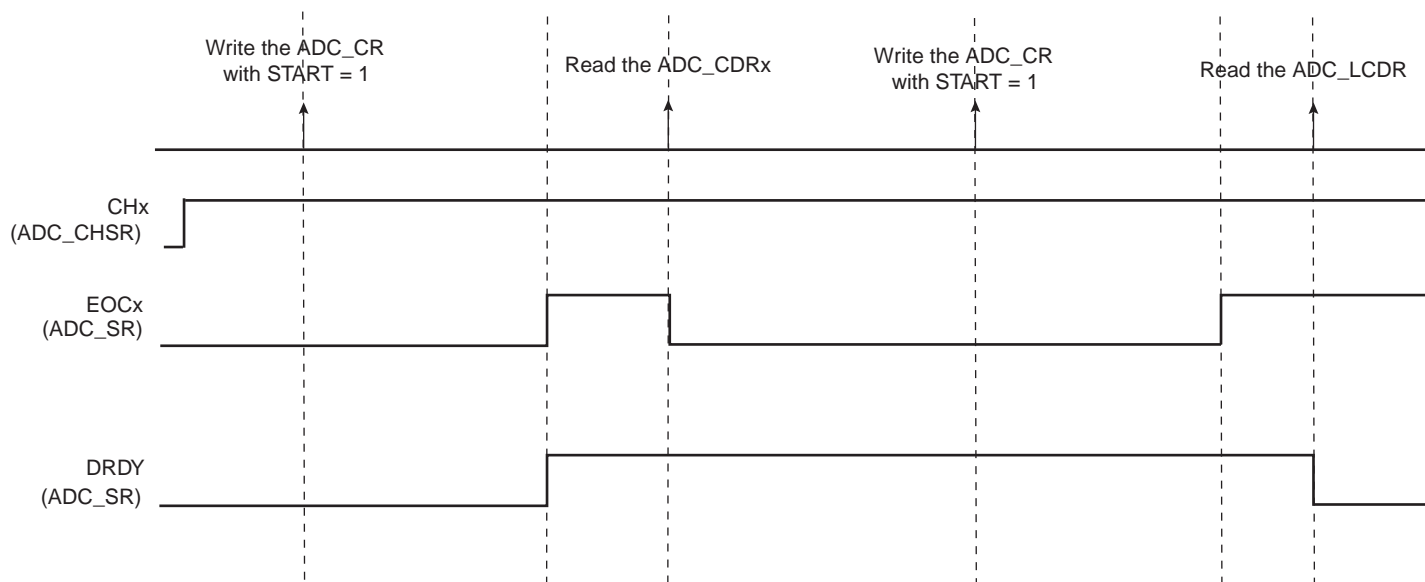 Write the ADC_CR
with START = 1
Read the ADC_CDRx
Write the ADC_CR
with START = 1
Read the ADC_LCDR
CHx
(ADC_CHSR)
EOCx
(ADC_SR)
DRDY
(ADC_SR)